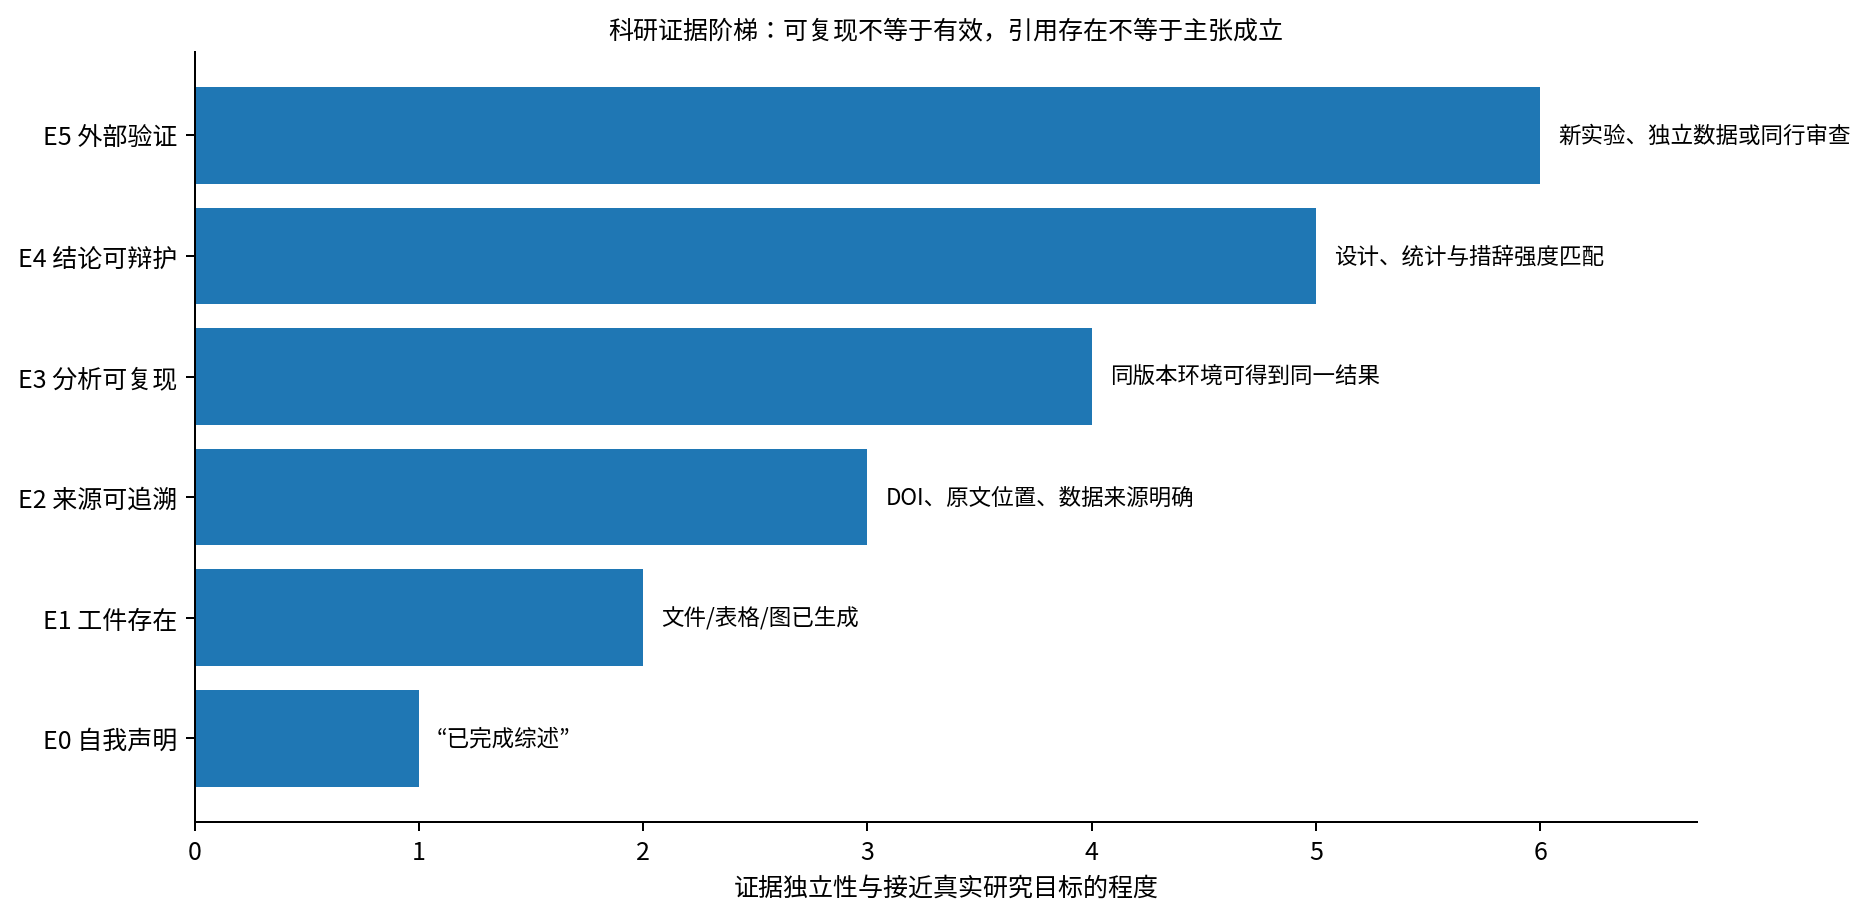 科研证据阶梯：可复现不等于有效，引用存在不等于主张成立
E5 外部验证
新实验、独立数据或同行审查
E4 结论可辩护
设计、统计与措辞强度匹配
E3 分析可复现
同版本环境可得到同一结果
E2 来源可追溯
DOI、原文位置、数据来源明确
E1 工件存在
文件/表格/图已生成
E0 自我声明
“已完成综述”
0 1 2 3 4 5 6
证据独立性与接近真实研究目标的程度